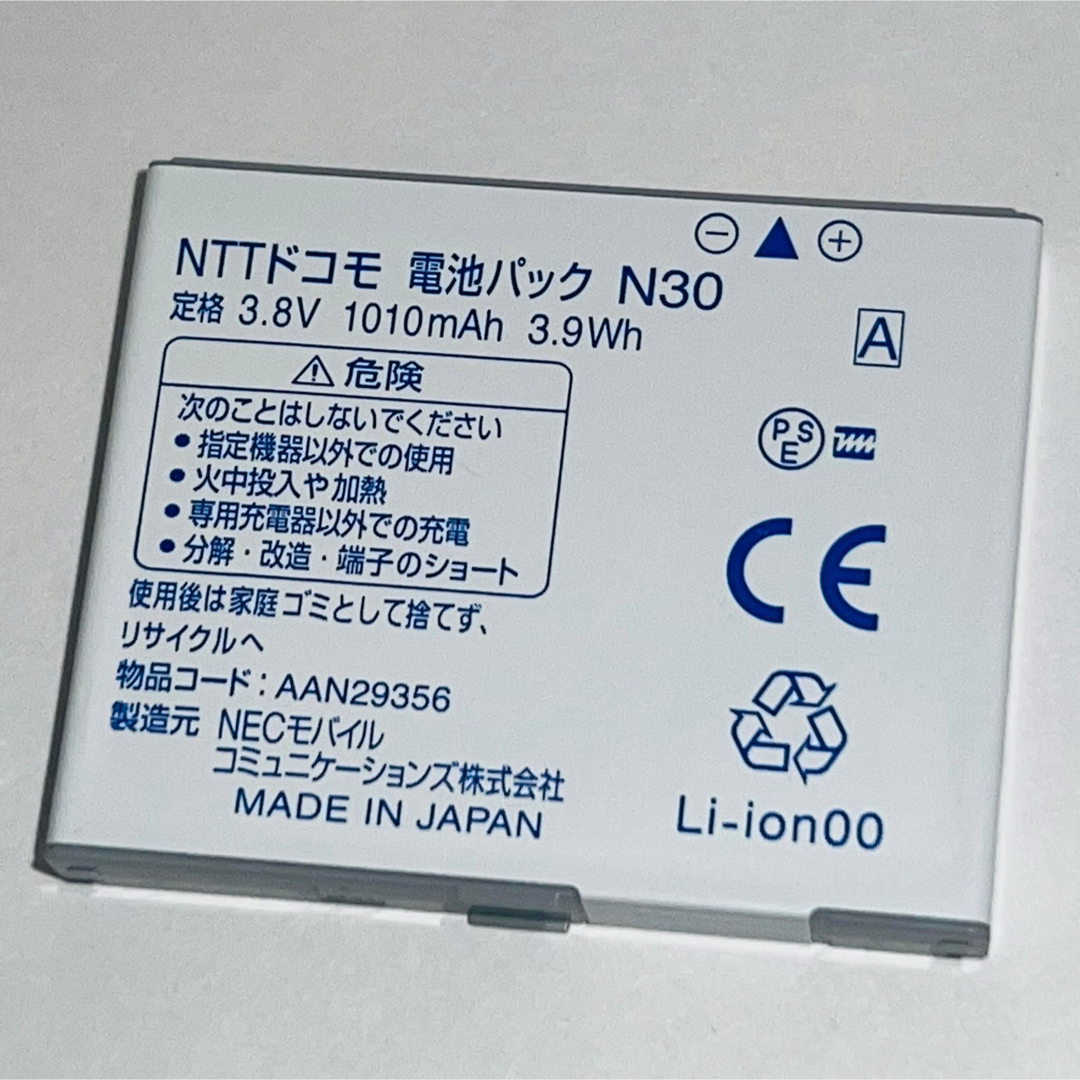 NTTドコモ 電池パック N30
定格 3.8V 1010mAh 3.9Wh
危険
次のことはしないでください
• 指定機器以外での使用
• 火中投入や加熱
• 専用充電器以外での充電
• 分解・改造・端子のショート
使用後は家庭ゴミとして捨てず、
リサイクルへ
物品コード:AAN29356
製造元 NECモバイル
コミュニケーションズ株式会社
MADE IN JAPAN
⊖ ▲ ⊕
A
PSE
CE
Li-ion00